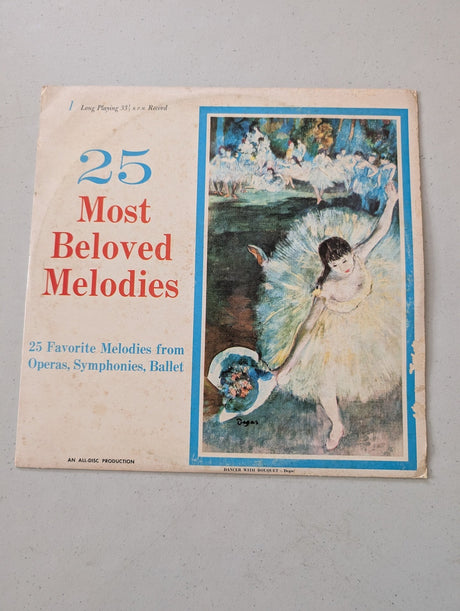 1 Long Playing 33⅓ R.P.M. Record
25
Most
Beloved
Melodies
25 Favorite Melodies from
Operas, Symphonies, Ballet
Degas
AN ALL-DISC PRODUCTION
DANCER WITH BOUQUET – Degas